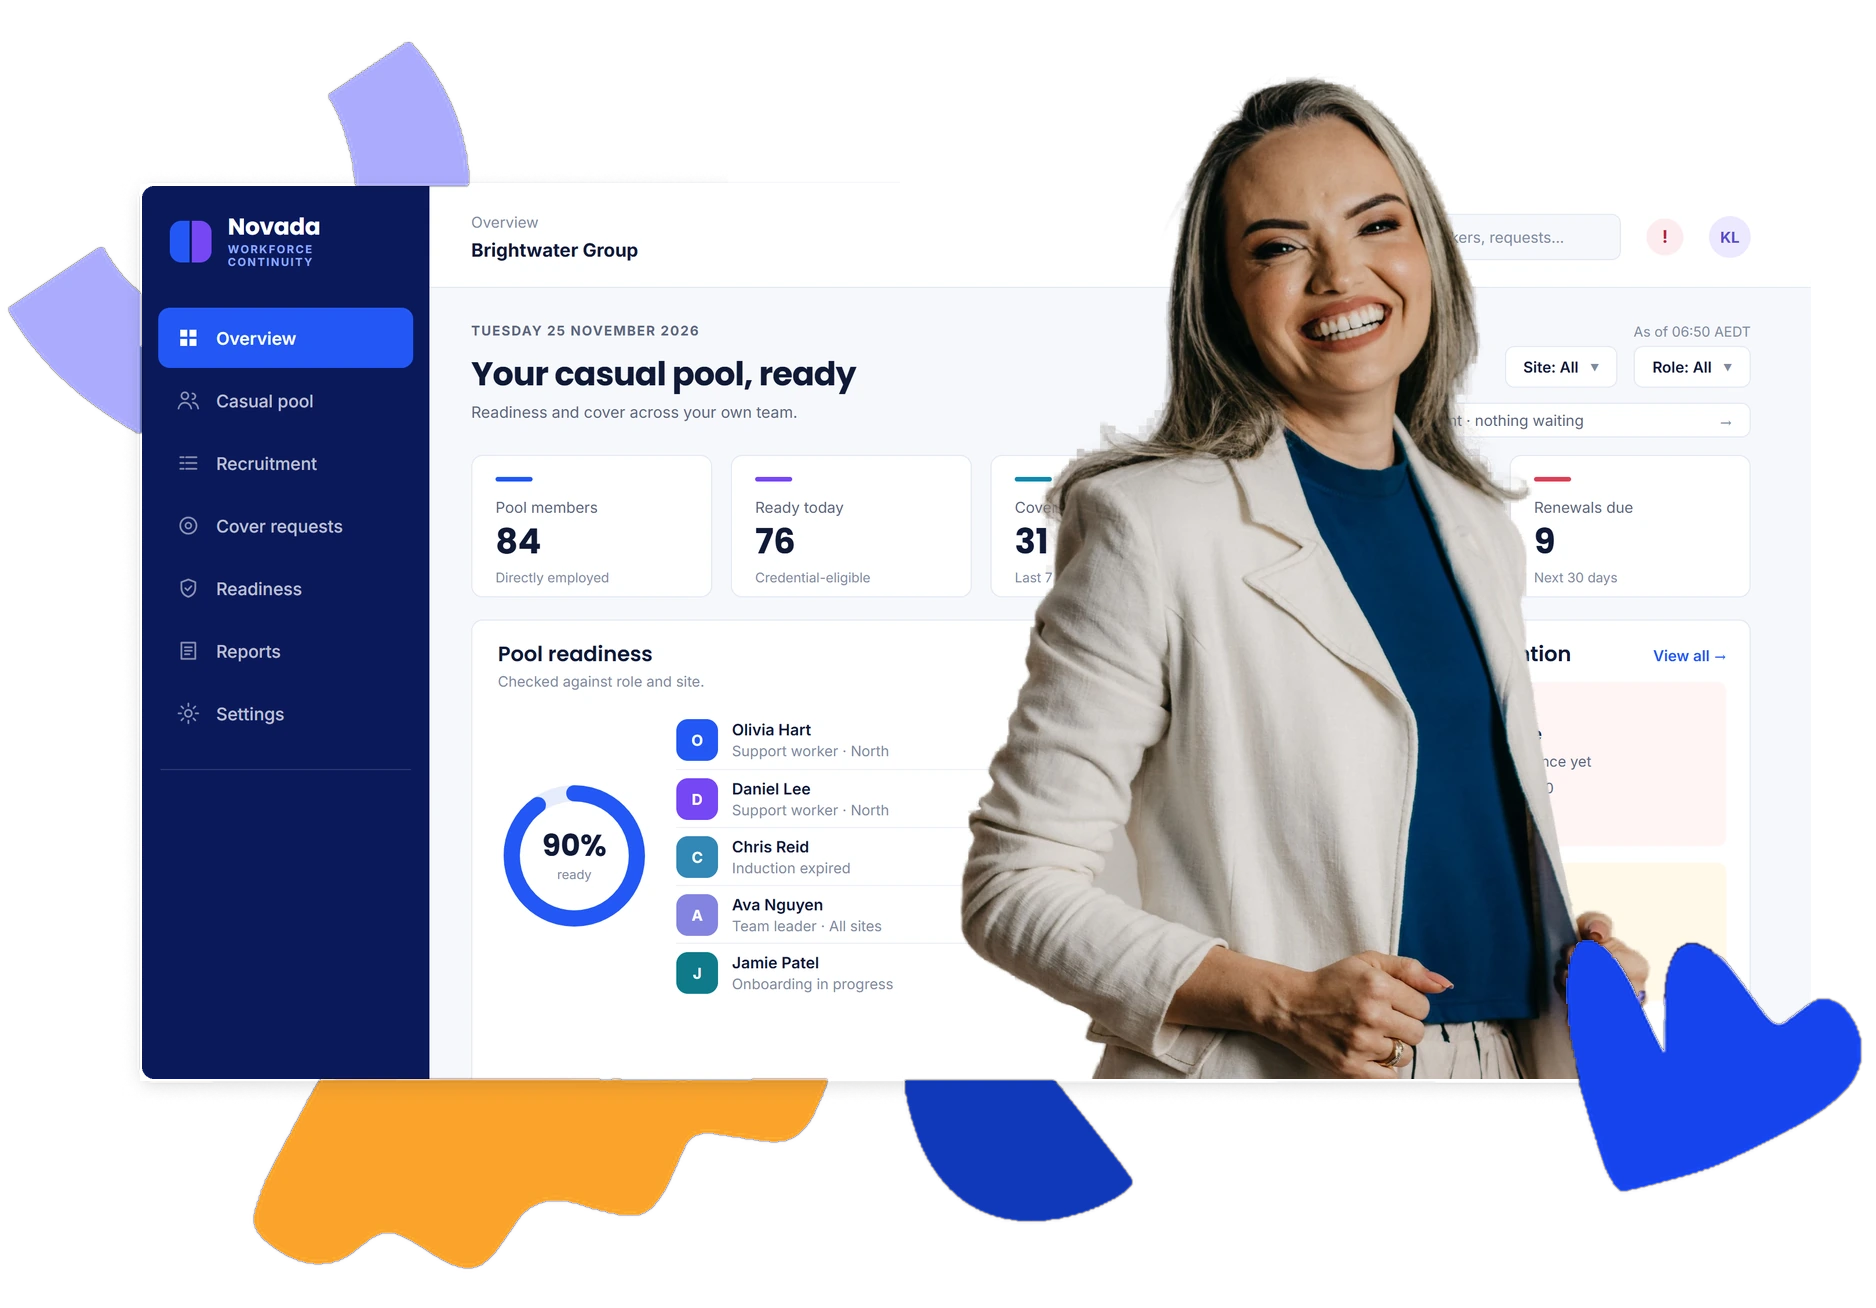 Novada
WORKFORCE
CONTINUITY
Overview
Casual pool
Recruitment
Cover requests
Readiness
Reports
Settings
Overview
Brightwater Group
requests...
!
KL
TUESDAY 25 NOVEMBER 2026
As of 06:50 AEDT
Your casual pool, ready
Site: All ▼
Role: All ▼
Readiness and cover across your own team.
· nothing waiting →
Pool members
84
Directly employed
Ready today
76
Credential-eligible
31
Last 7
Renewals due
9
Next 30 days
Pool readiness
Checked against role and site.
90%
ready
O
Olivia Hart
Support worker · North
D
Daniel Lee
Support worker · North
C
Chris Reid
Induction expired
A
Ava Nguyen
Team leader · All sites
J
Jamie Patel
Onboarding in progress
View all →
yet